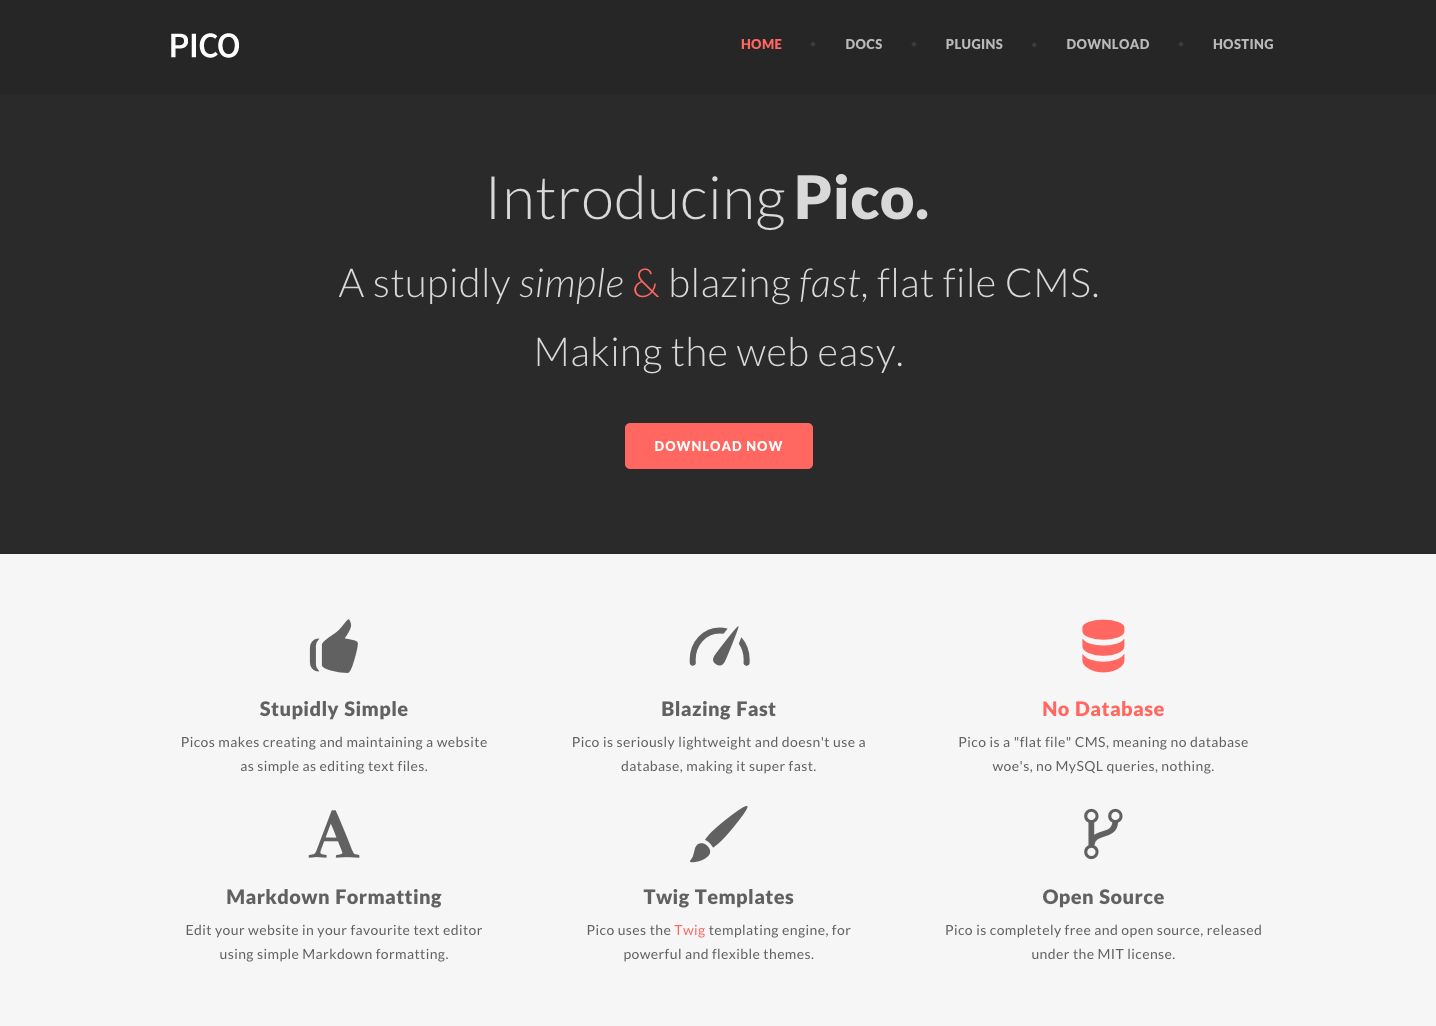 PICO
HOME
DOCS
PLUGINS
DOWNLOAD
HOSTING
Introducing Pico.
A stupidly simple & blazing fast, flat file CMS.
Making the web easy.
DOWNLOAD NOW
Stupidly Simple
Picos makes creating and maintaining a website
as simple as editing text files.
Blazing Fast
Pico is seriously lightweight and doesn't use a
database, making it super fast.
No Database
Pico is a "flat file" CMS, meaning no database
woe's, no MySQL queries, nothing.
Markdown Formatting
Edit your website in your favourite text editor
using simple Markdown formatting.
Twig Templates
Pico uses the Twig templating engine, for
powerful and flexible themes.
Open Source
Pico is completely free and open source, released
under the MIT license.